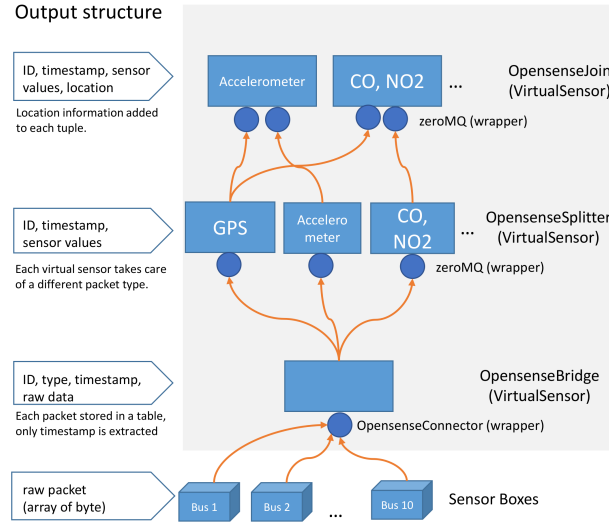 Output structure
ID, timestamp, sensor
values, location
Location information added
to each tuple.
Accelerometer
CO, NO2
...
OpensenseJoin
(VirtualSensor)
zeroMQ (wrapper)
ID, timestamp,
sensor values
Each virtual sensor takes care
of a different packet type.
GPS
Accelero
meter
CO,
NO2
...
OpensenseSplitter
(VirtualSensor)
zeroMQ (wrapper)
ID, type, timestamp,
raw data
Each packet stored in a table,
only timestamp is extracted
OpensenseBridge
(VirtualSensor)
OpensenseConnector (wrapper)
raw packet
(array of byte)
Bus 1
Bus 2
...
Bus 10
Sensor Boxes